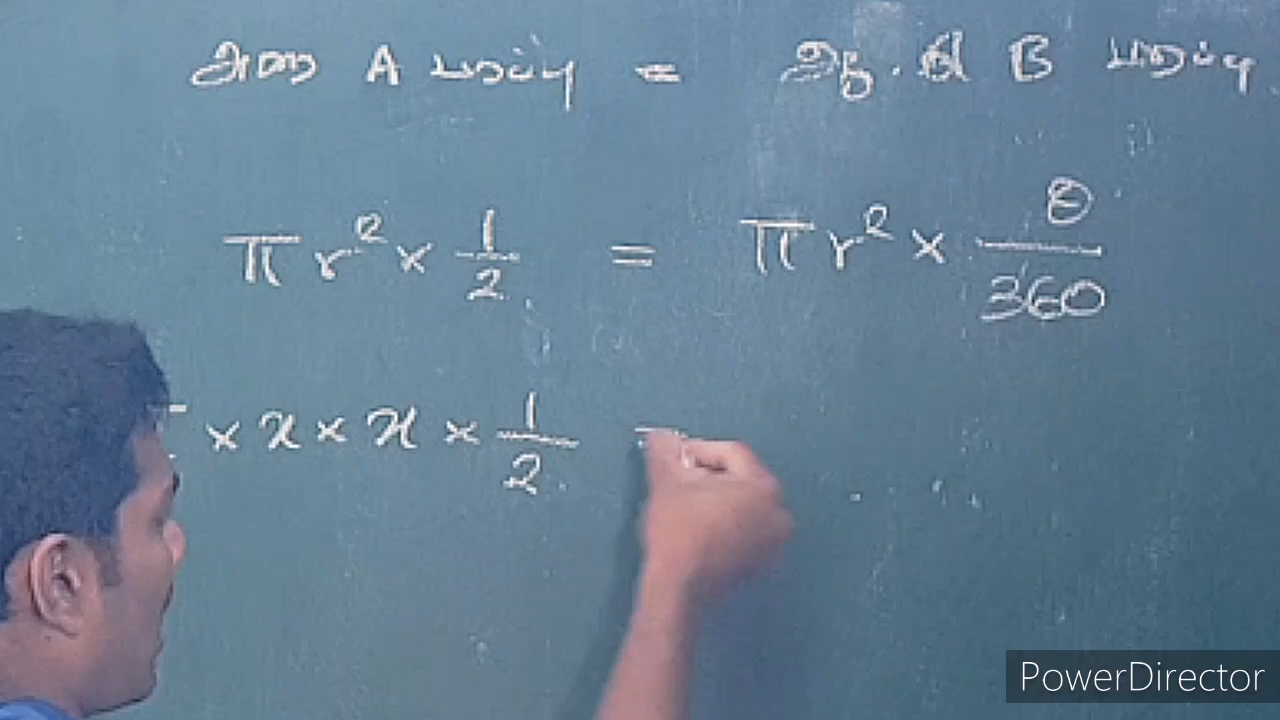 அரை A பரப்பு = ஆ. சி B பரப்பு
πr² × 1/2 = πr² × θ/360
× x × x × 1/2 =
PowerDirector